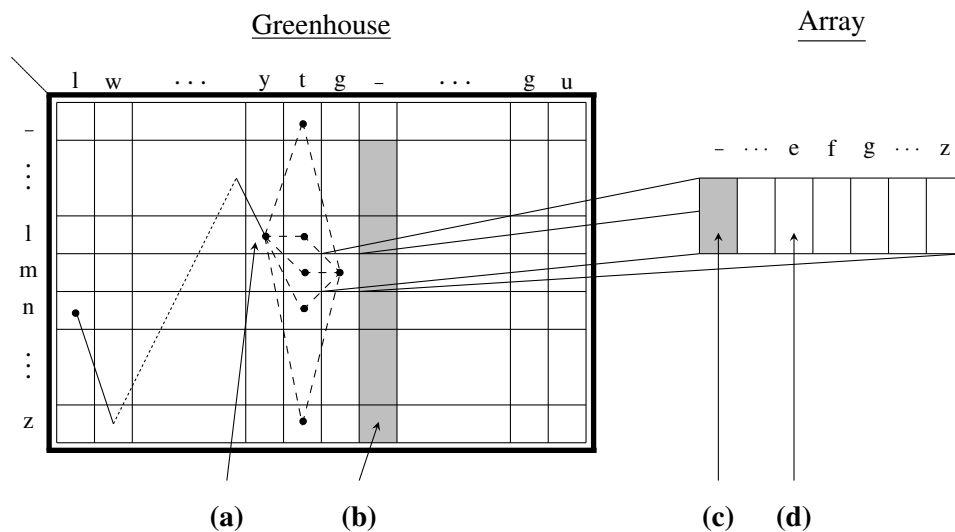 Greenhouse
Array
l w ... y t g – ... g u
–
⋮
l
m
n
⋮
z
– ... e f g ... z
(a) (b) (c) (d)